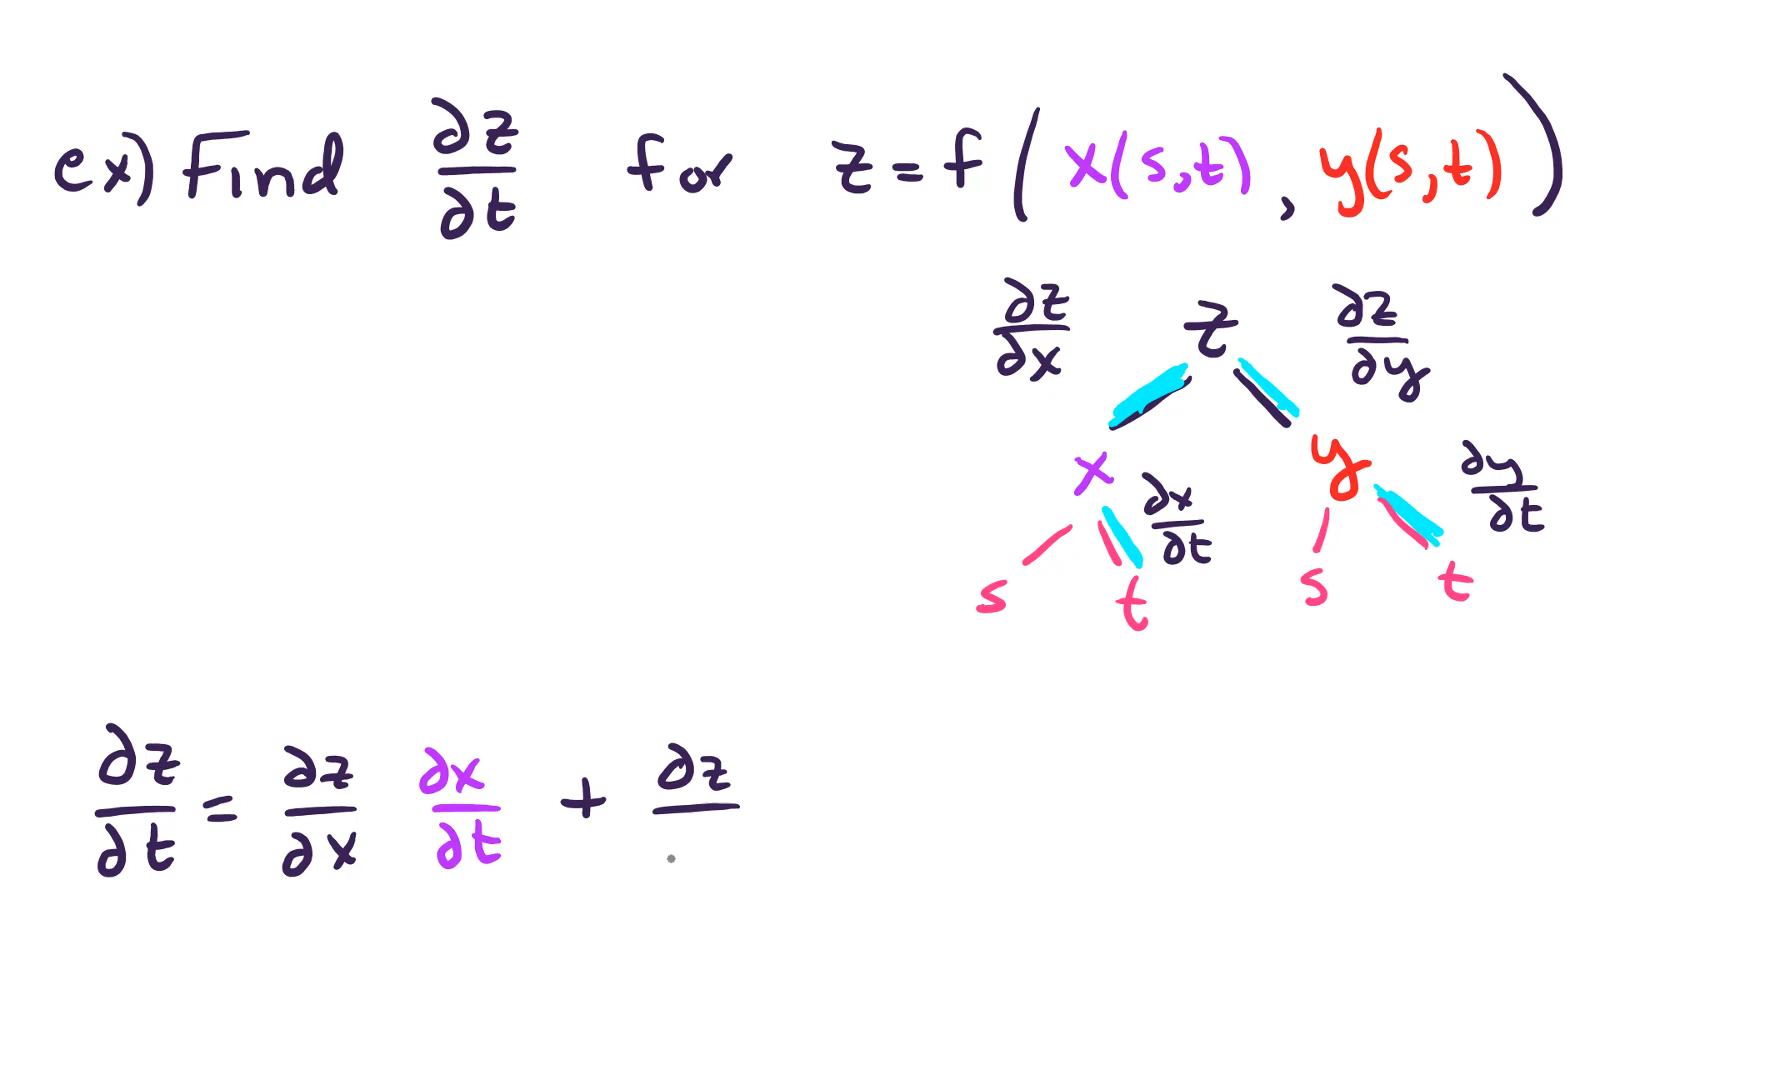 ex) Find ∂z/∂t for z = f(x(s,t), y(s,t))
∂z/∂x z ∂z/∂y
x ∂x/∂t y ∂y/∂t
s t s t
∂z/∂t = ∂z/∂x ∂x/∂t + ∂z/